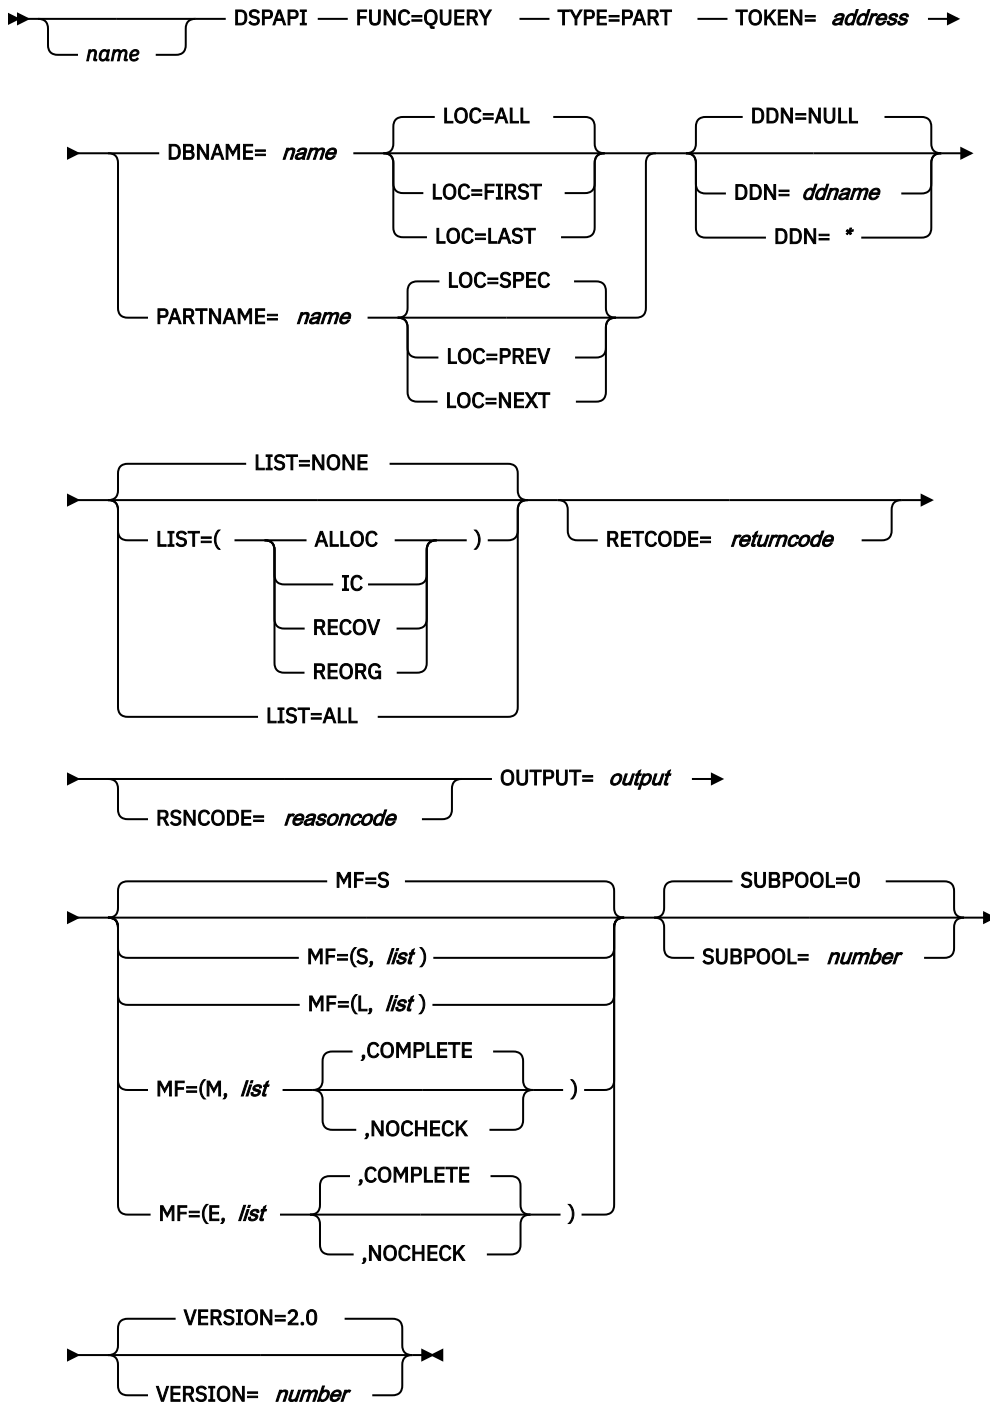 DSPAPI FUNC=QUERY TYPE=PART TOKEN= address
name
LOC=ALL DDN=NULL
DBNAME= name
LOC=FIRST DDN= ddname
LOC=LAST DDN= *
LOC=SPEC
PARTNAME= name
LOC=PREV
LOC=NEXT
LIST=NONE
LIST=( ALLOC ) RETCODE= returncode
IC
RECOV
REORG
LIST=ALL
OUTPUT= output
RSNCODE= reasoncode
MF=S SUBPOOL=0
MF=(S, list ) SUBPOOL= number
MF=(L, list )
,COMPLETE
MF=(M, list )
,NOCHECK
,COMPLETE
MF=(E, list )
,NOCHECK
VERSION=2.0
VERSION= number